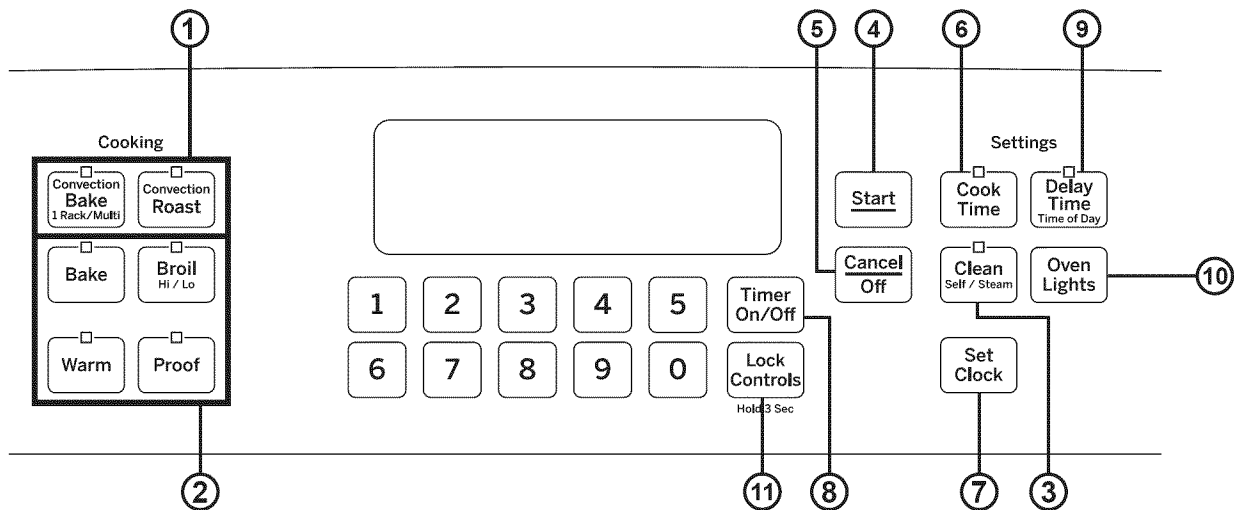 1
5
4
6
9
Cooking
Settings
Convection
Bake
1 Rack/Multi
Convection
Roast
Start
Cook
Time
Delay
Time
Time of Day
Bake
Broil
Hi / Lo
Cancel
Off
Clean
Self / Steam
Oven
Lights
10
1 2 3 4 5
Timer
On/Off
Warm
Proof
6 7 8 9 0
Lock
Controls
Hold 3 Sec
Set
Clock
2
11
8
7
3